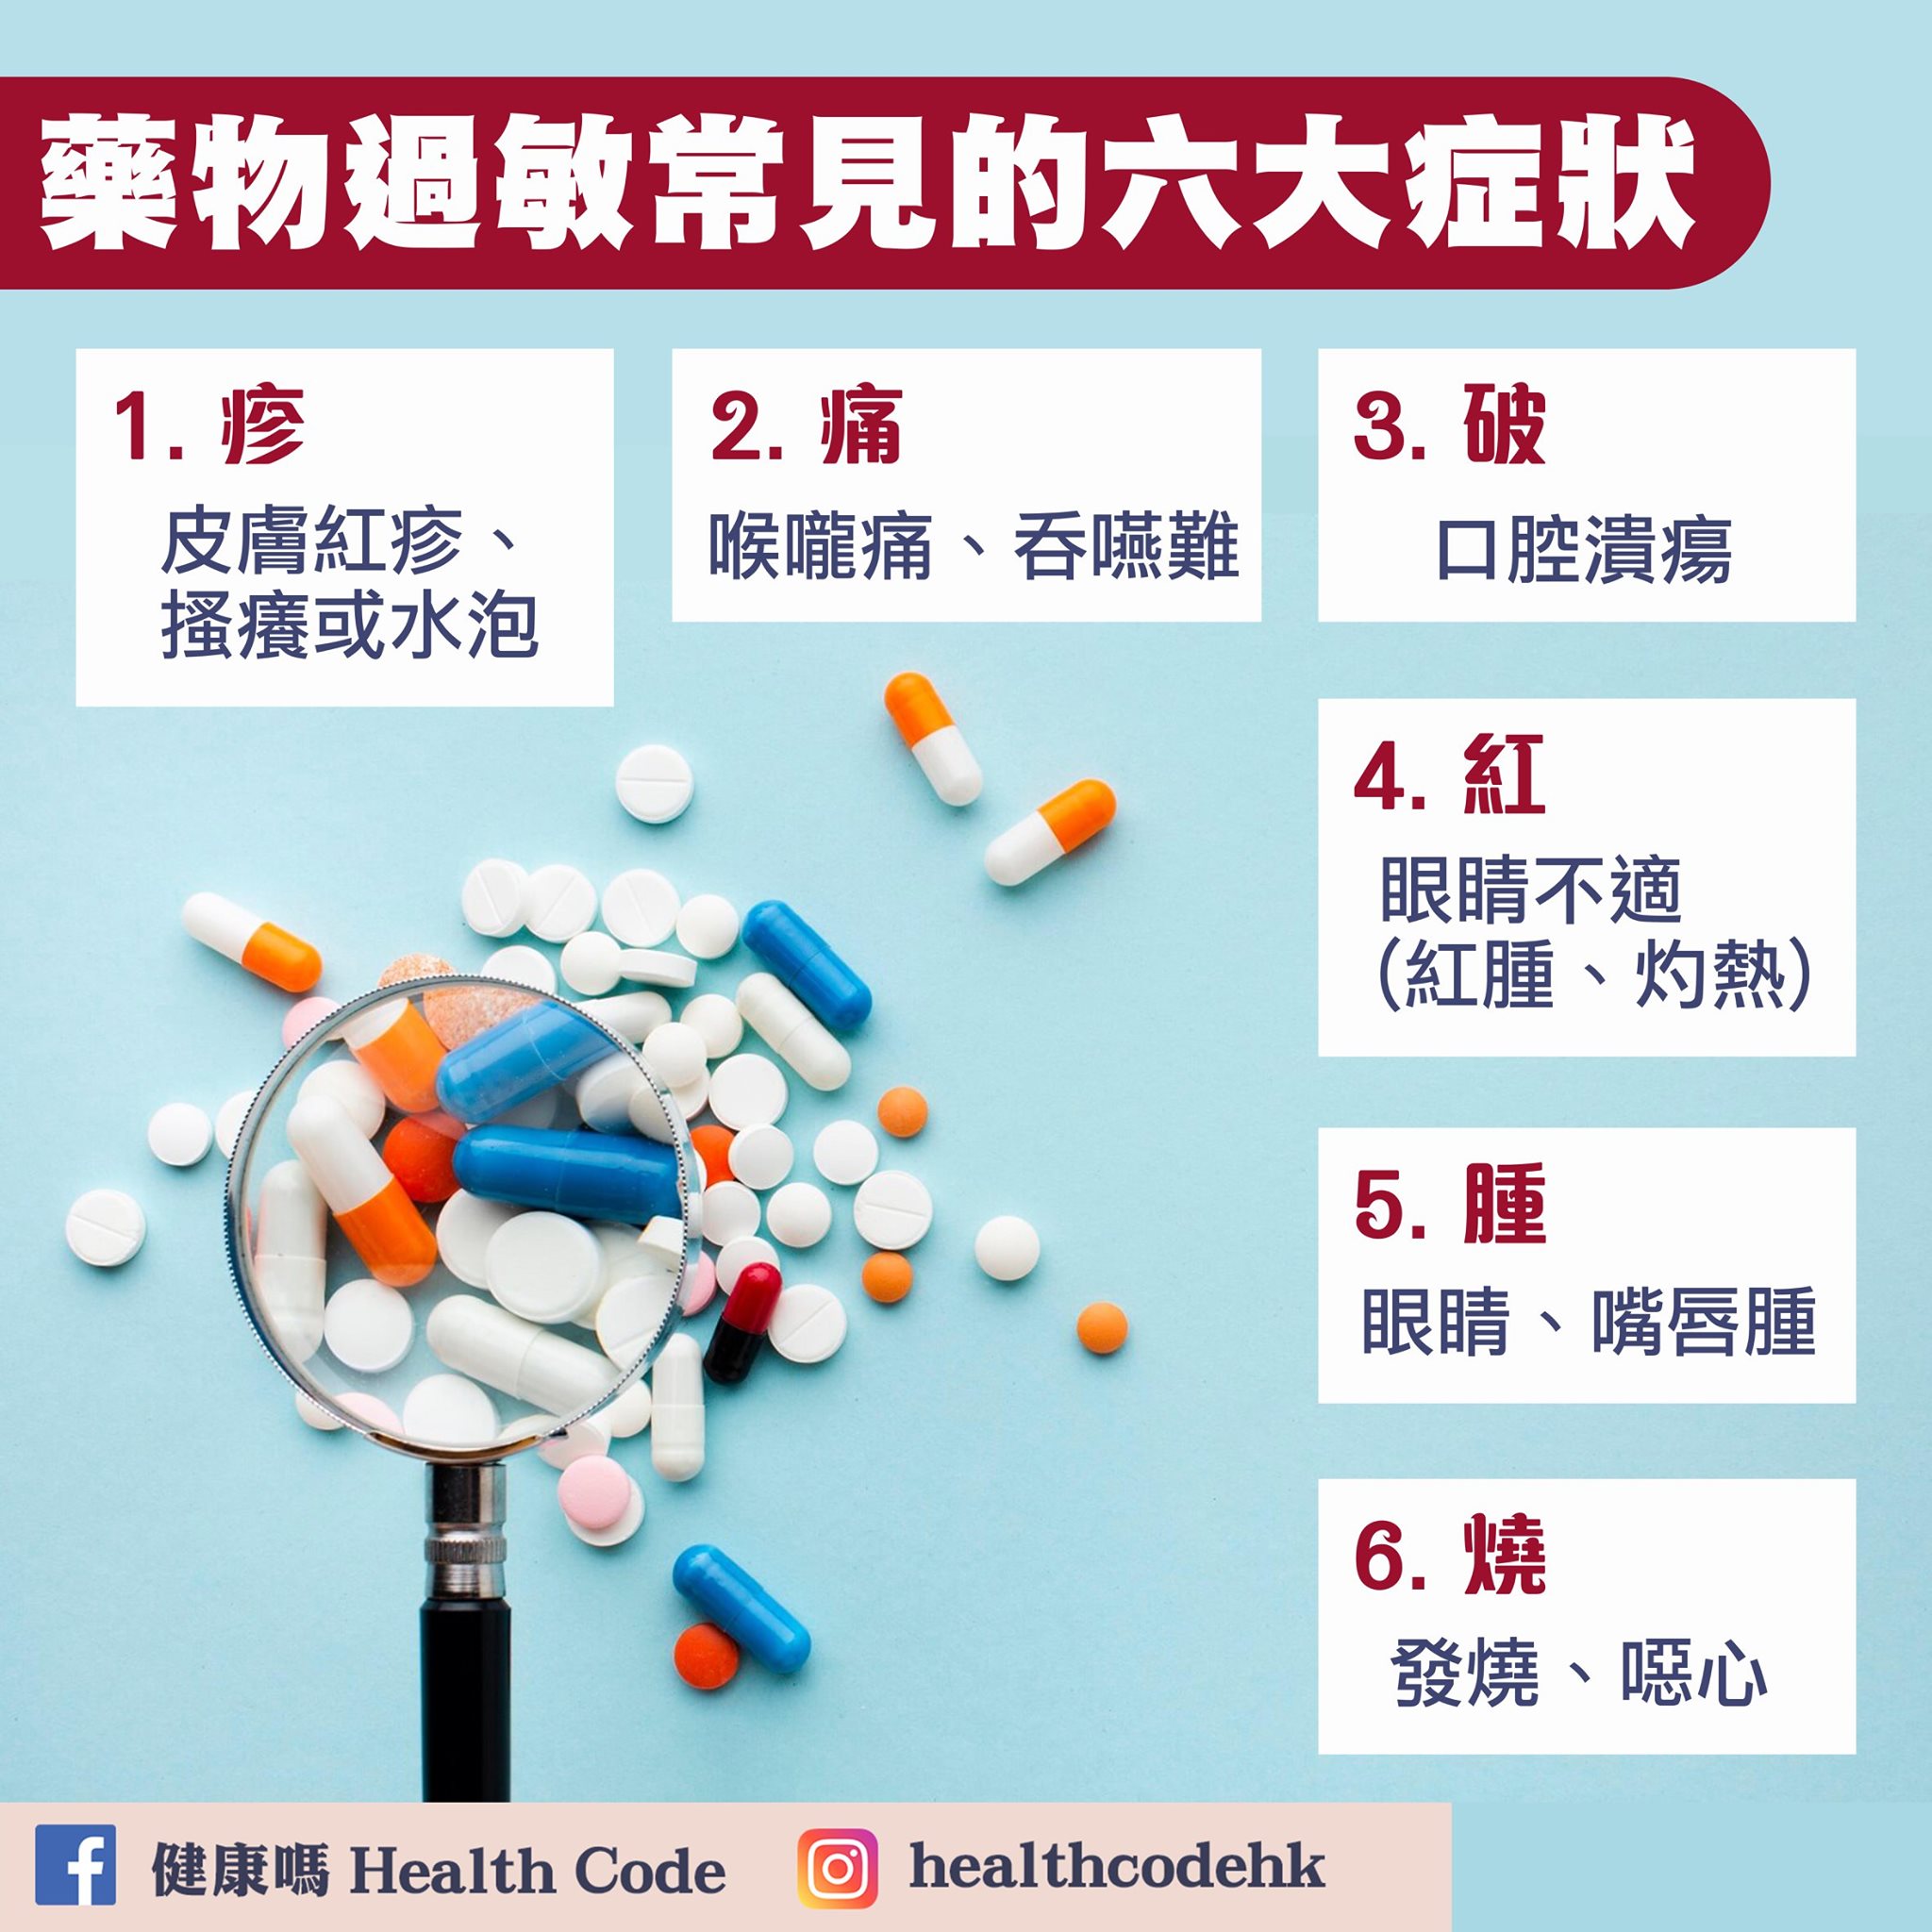 藥物過敏常見的六大症狀
1. 疹
皮膚紅疹、
搔癢或水泡
2. 痛
喉嚨痛、吞嚥難
3. 破
口腔潰瘍
4. 紅
眼睛不適
(紅腫、灼熱)
5. 腫
眼睛、嘴唇腫
6. 燒
發燒、噁心
健康嗎 Health Code
healthcodehk